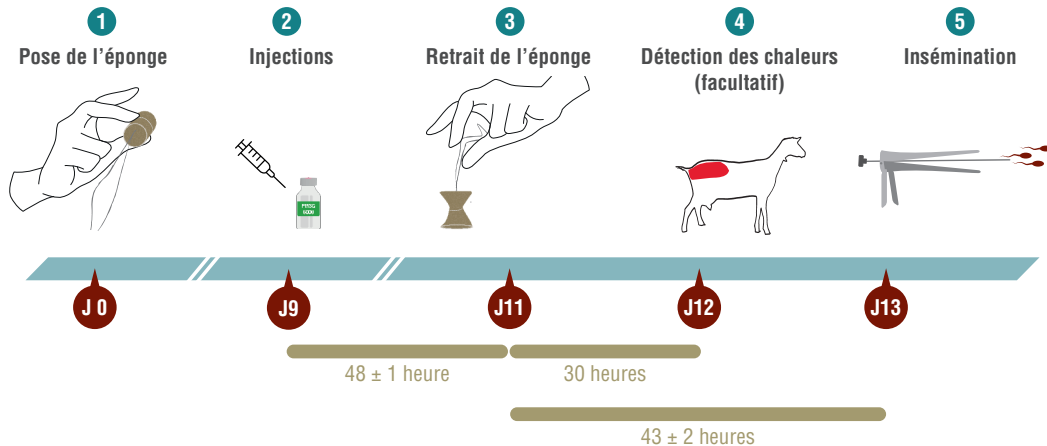 1
Pose de l'éponge
2
Injections
3
Retrait de l'éponge
4
Détection des chaleurs
(facultatif)
5
Insémination
PMSG
J 0
J9
J11
J12
J13
48 ± 1 heure
30 heures
43 ± 2 heures